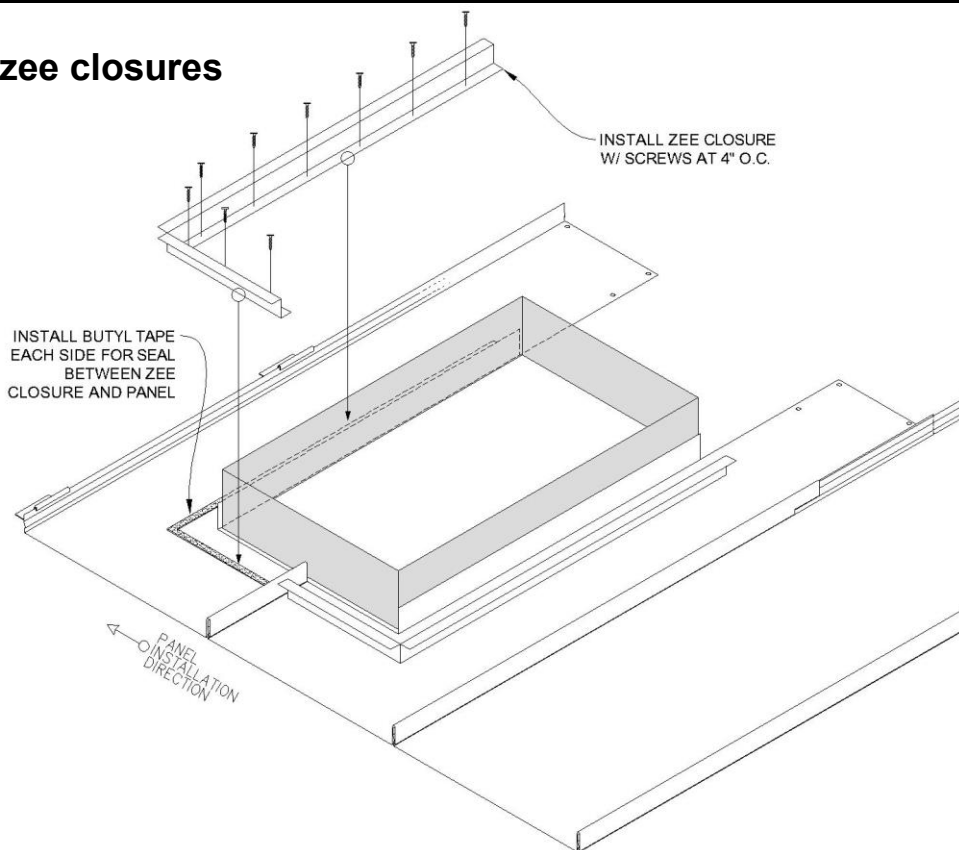 zee closures
INSTALL ZEE CLOSURE
W/ SCREWS AT 4" O.C.
INSTALL BUTYL TAPE
EACH SIDE FOR SEAL
BETWEEN ZEE
CLOSURE AND PANEL
PANEL
INSTALLATION
DIRECTION